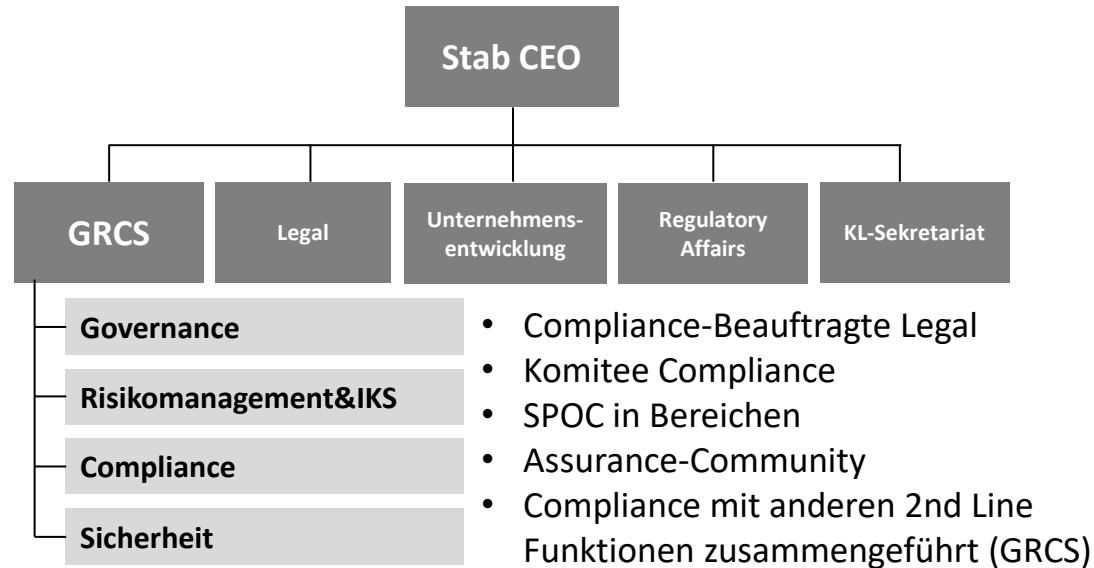 Stab CEO
GRCS
Legal
Unternehmens-
entwicklung
Regulatory
Affairs
KL-Sekretariat
Governance
Risikomanagement&IKS
Compliance
Sicherheit
• Compliance-Beauftragte Legal
• Komitee Compliance
• SPOC in Bereichen
• Assurance-Community
• Compliance mit anderen 2nd Line
Funktionen zusammengeführt (GRCS)